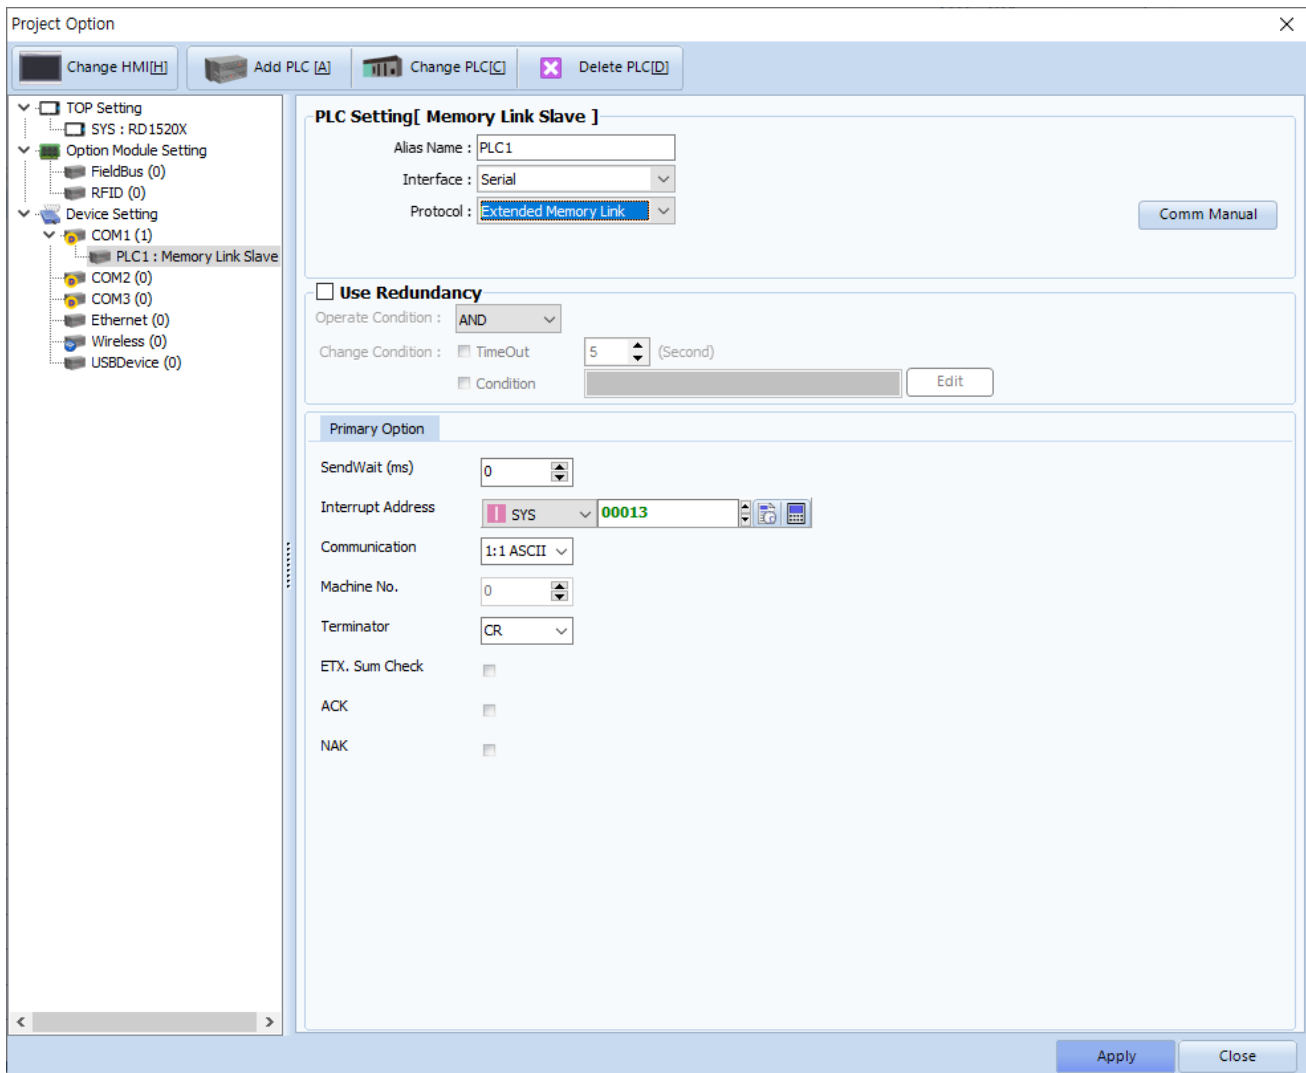 Project Option
Change HMI[H]
Add PLC [A]
Change PLC[C]
Delete PLC[D]
TOP Setting
SYS : RD1520X
Option Module Setting
FieldBus (0)
RFID (0)
Device Setting
COM1 (1)
PLC1 : Memory Link Slave
COM2 (0)
COM3 (0)
Ethernet (0)
Wireless (0)
USBDevice (0)
PLC Setting[ Memory Link Slave ]
Alias Name : PLC1
Interface : Serial
Protocol : Extended Memory Link
Comm Manual
Use Redundancy
Operate Condition : AND
Change Condition : TimeOut 5 (Second)
Condition Edit
Primary Option
SendWait (ms) 0
Interrupt Address SYS 00013
Communication 1:1 ASCII
Machine No. 0
Terminator CR
ETX. Sum Check
ACK
NAK
Apply Close